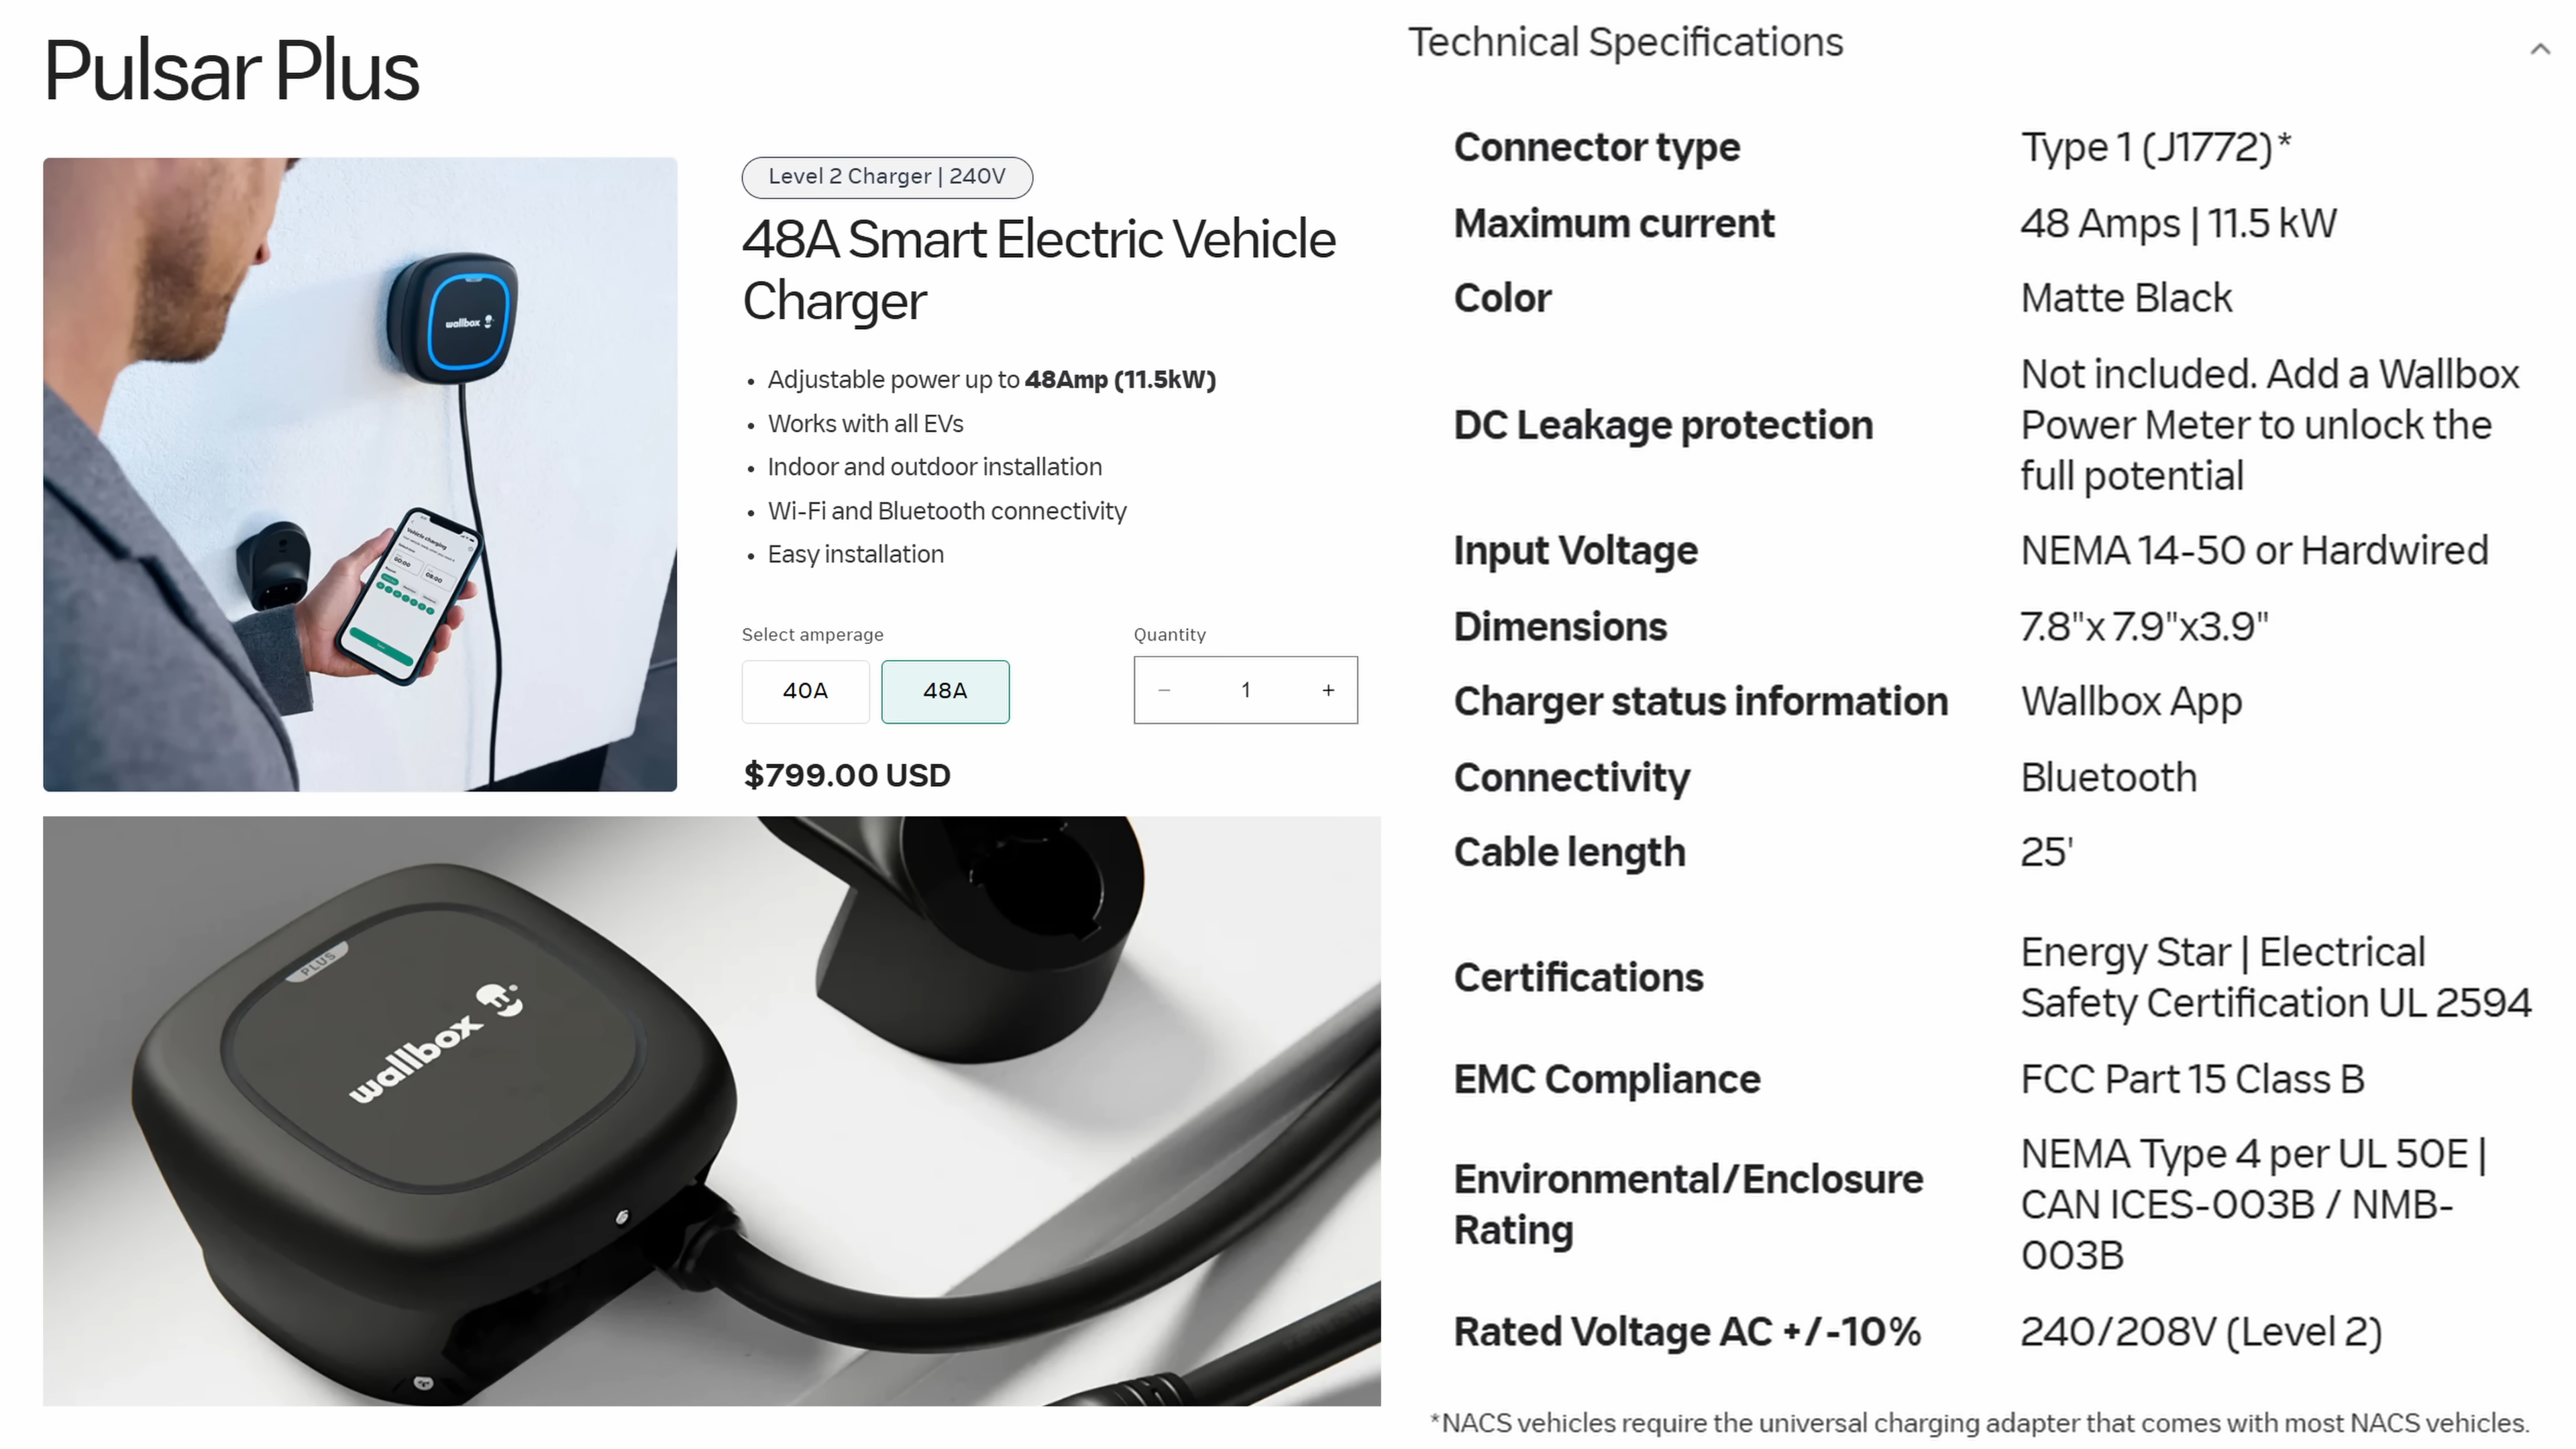 Pulsar Plus
wallbox
Vehicle charging
00:00
08:00
Level 2 Charger | 240V
48A Smart Electric Vehicle
Charger
• Adjustable power up to 48Amp (11.5kW)
• Works with all EVs
• Indoor and outdoor installation
• Wi-Fi and Bluetooth connectivity
• Easy installation
Select amperage
40A
48A
Quantity
− 1 +
$799.00 USD
PLUS
wallbox
Technical Specifications
Connector type
Type 1 (J1772)*
Maximum current
48 Amps | 11.5 kW
Color
Matte Black
DC Leakage protection
Not included. Add a Wallbox
Power Meter to unlock the
full potential
Input Voltage
NEMA 14-50 or Hardwired
Dimensions
7.8"x 7.9"x3.9"
Charger status information
Wallbox App
Connectivity
Bluetooth
Cable length
25'
Certifications
Energy Star | Electrical
Safety Certification UL 2594
EMC Compliance
FCC Part 15 Class B
Environmental/Enclosure
Rating
NEMA Type 4 per UL 50E |
CAN ICES-003B / NMB-
003B
Rated Voltage AC +/-10%
240/208V (Level 2)
*NACS vehicles require the universal charging adapter that comes with most NACS vehicles.